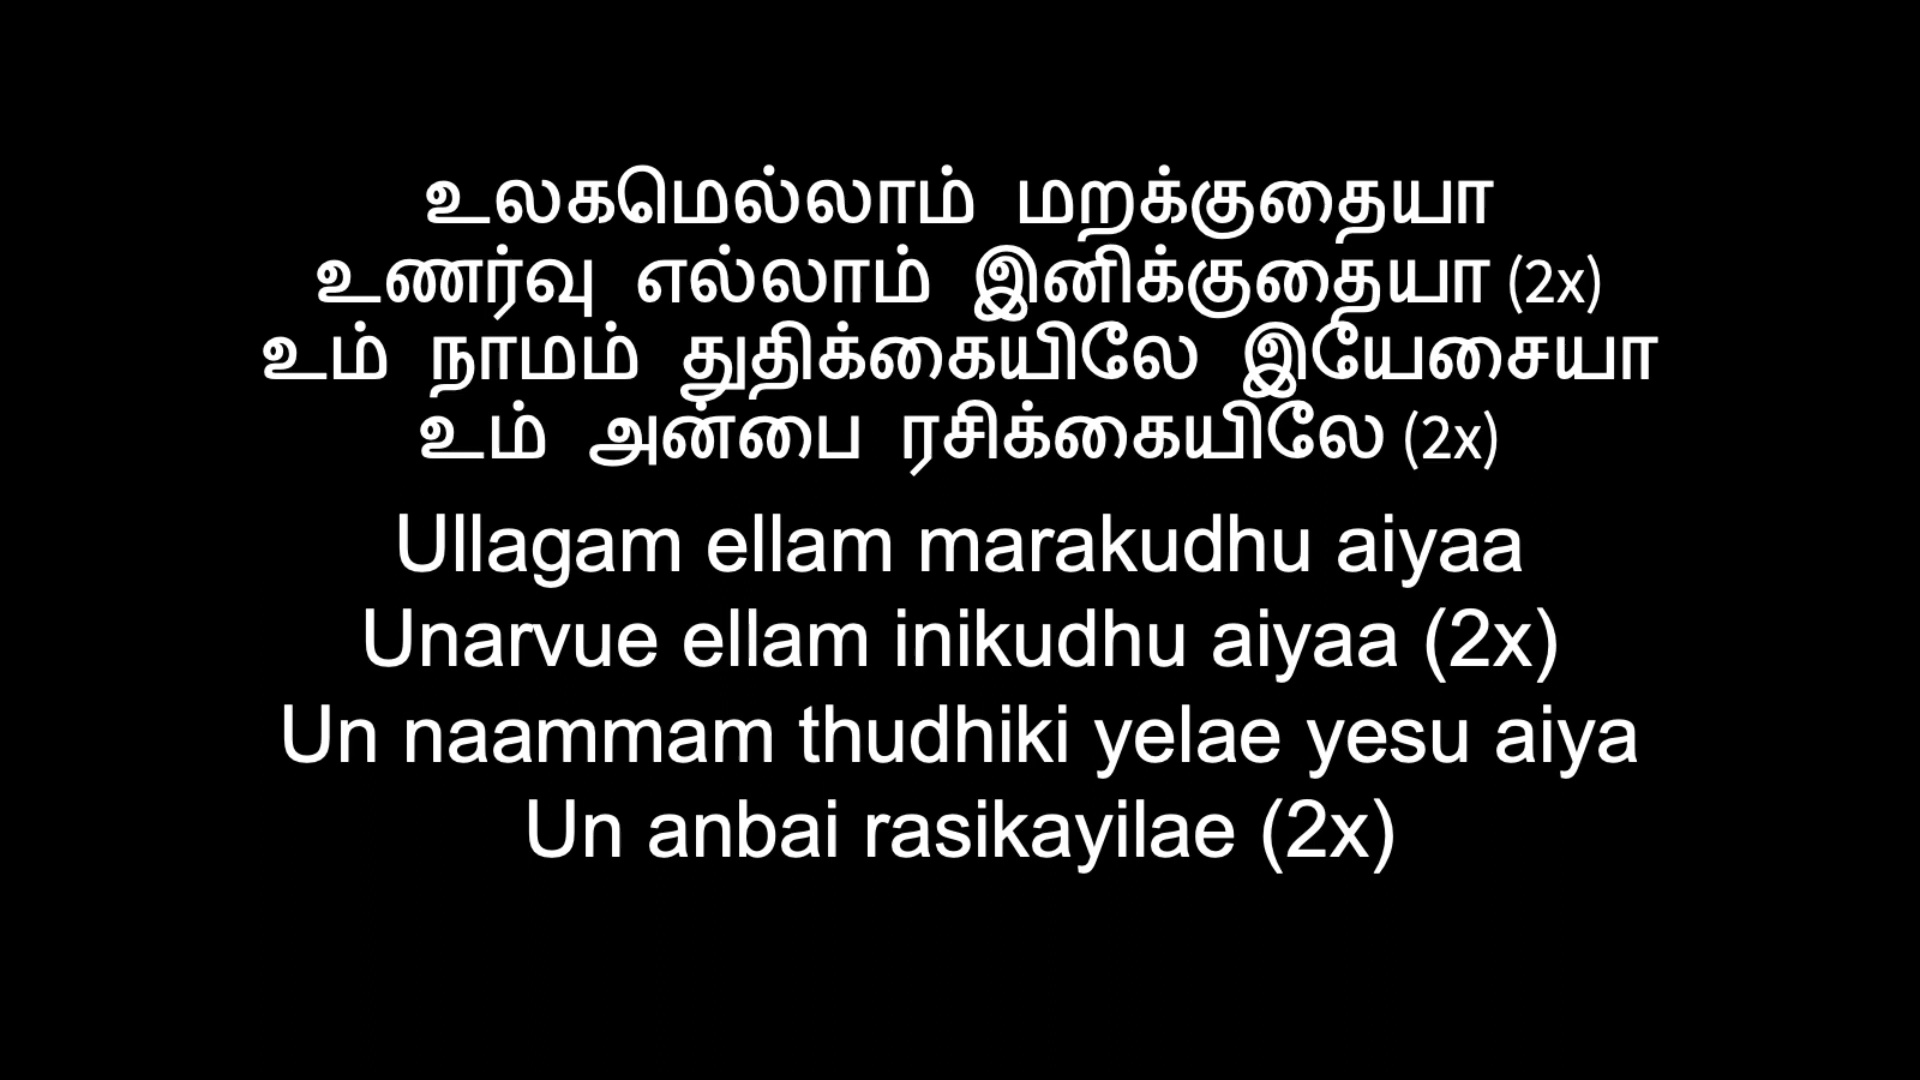 உலகமெல்லாம் மறக்குதையா
உணர்வு எல்லாம் இனிக்குதையா (2x)
உம் நாமம் துதிக்கையிலே இயேசையா
உம் அன்பை ரசிக்கையிலே (2x)
Ullagam ellam marakudhu aiyaa
Unarvue ellam inikudhu aiyaa (2x)
Un naammam thudhiki yelae yesu aiya
Un anbai rasikayilae (2x)